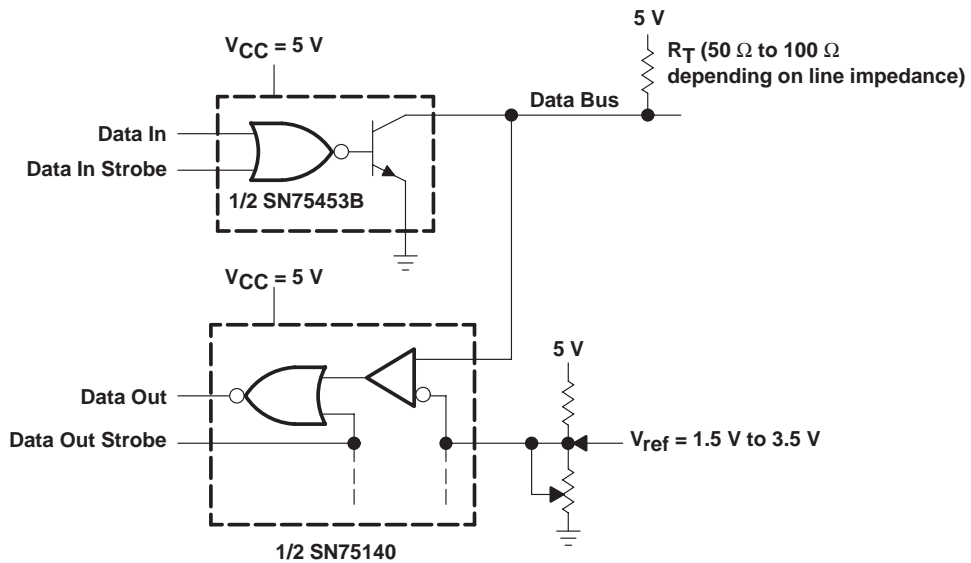 5 V
VCC = 5 V
RT (50 Ω to 100 Ω
depending on line impedance)
Data Bus
Data In
Data In Strobe
1/2 SN75453B
VCC = 5 V
5 V
Data Out
Data Out Strobe
Vref = 1.5 V to 3.5 V
1/2 SN75140